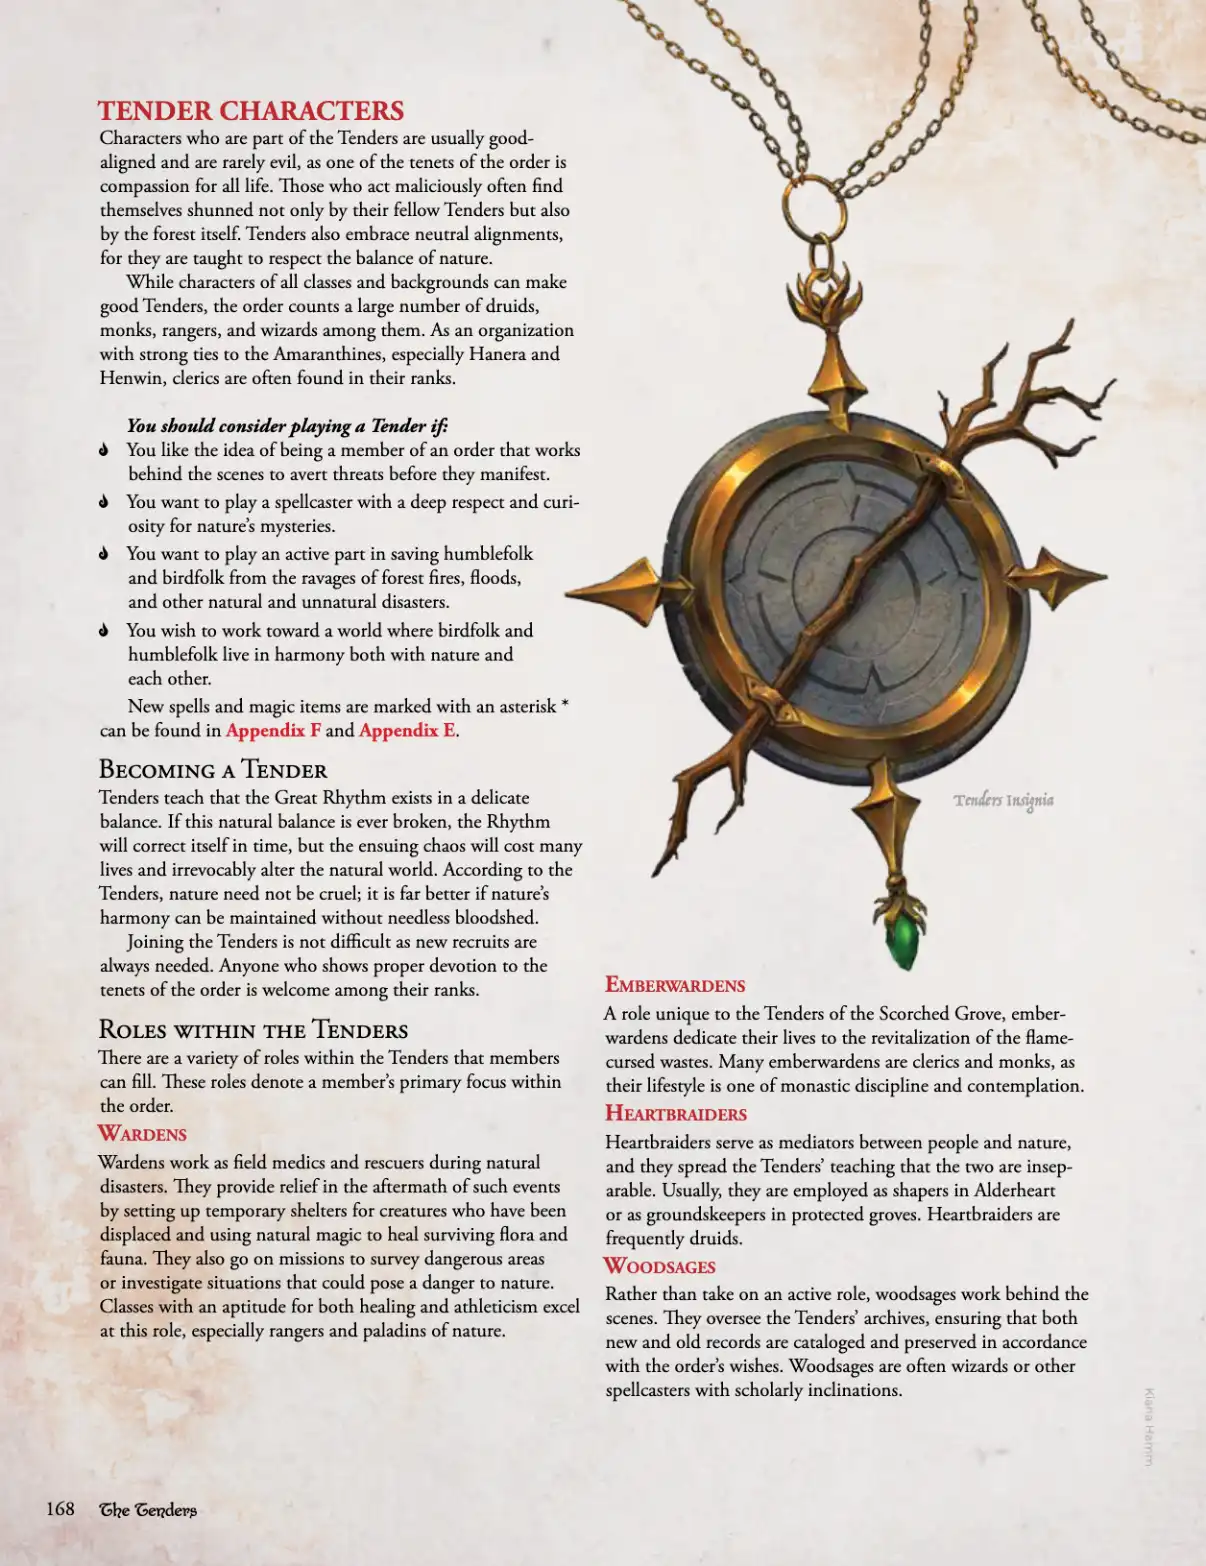 TENDER CHARACTERS
Characters who are part of the Tenders are usually good-
aligned and are rarely evil, as one of the tenets of the order is
compassion for all life. Those who act maliciously often find
themselves shunned not only by their fellow Tenders but also
by the forest itself. Tenders also embrace neutral alignments,
for they are taught to respect the balance of nature.
While characters of all classes and backgrounds can make
good Tenders, the order counts a large number of druids,
monks, rangers, and wizards among them. As an organization
with strong ties to the Amaranthines, especially Hanera and
Henwin, clerics are often found in their ranks.
You should consider playing a Tender if:
You like the idea of being a member of an order that works
behind the scenes to avert threats before they manifest.
You want to play a spellcaster with a deep respect and curi-
osity for nature's mysteries.
You want to play an active part in saving humblefolk
and birdfolk from the ravages of forest fires, floods,
and other natural and unnatural disasters.
You wish to work toward a world where birdfolk and
humblefolk live in harmony both with nature and
each other.
New spells and magic items are marked with an asterisk *
can be found in Appendix F and Appendix E.
BECOMING A TENDER
Tenders teach that the Great Rhythm exists in a delicate
balance. If this natural balance is ever broken, the Rhythm
will correct itself in time, but the ensuing chaos will cost many
lives and irrevocably alter the natural world. According to the
Tenders, nature need not be cruel; it is far better if nature's
harmony can be maintained without needless bloodshed.
Joining the Tenders is not difficult as new recruits are
always needed. Anyone who shows proper devotion to the
tenets of the order is welcome among their ranks.
ROLES WITHIN THE TENDERS
There are a variety of roles within the Tenders that members
can fill. These roles denote a member's primary focus within
the order.
WARDENS
Wardens work as field medics and rescuers during natural
disasters. They provide relief in the aftermath of such events
by setting up temporary shelters for creatures who have been
displaced and using natural magic to heal surviving flora and
fauna. They also go on missions to survey dangerous areas
or investigate situations that could pose a danger to nature.
Classes with an aptitude for both healing and athleticism excel
at this role, especially rangers and paladins of nature.
Tenders Insignia
EMBERWARDENS
A role unique to the Tenders of the Scorched Grove, ember-
wardens dedicate their lives to the revitalization of the flame-
cursed wastes. Many emberwardens are clerics and monks, as
their lifestyle is one of monastic discipline and contemplation.
HEARTBRAIDERS
Heartbraiders serve as mediators between people and nature,
and they spread the Tenders' teaching that the two are insep-
arable. Usually, they are employed as shapers in Alderheart
or as groundskeepers in protected groves. Heartbraiders are
frequently druids.
WOODSAGES
Rather than take on an active role, woodsages work behind the
scenes. They oversee the Tenders' archives, ensuring that both
new and old records are cataloged and preserved in accordance
with the order's wishes. Woodsages are often wizards or other
spellcasters with scholarly inclinations.
Kiana Hamm
168 The Tenders